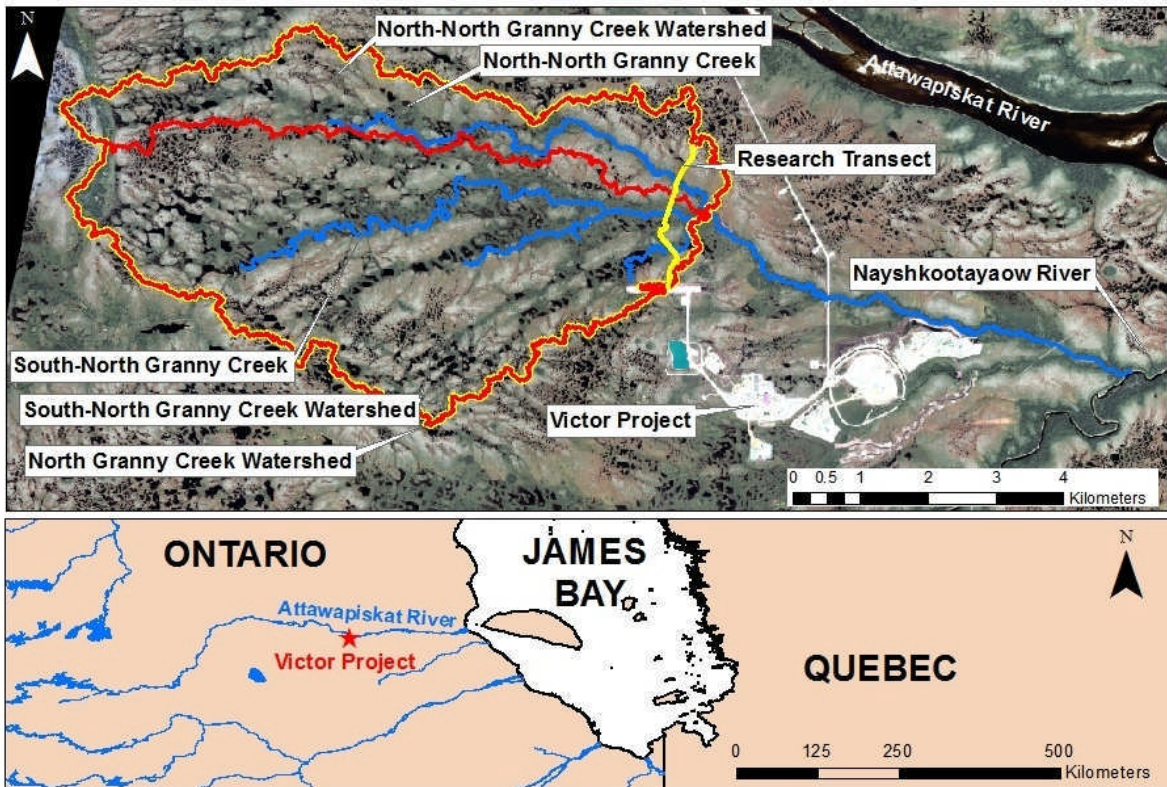 N
North-North Granny Creek Watershed
North-North Granny Creek
Attawapiskat River
Research Transect
Nayshkootayaow River
South-North Granny Creek
South-North Granny Creek Watershed
Victor Project
North Granny Creek Watershed
0 0.5 1 2 3 4
Kilometers
ONTARIO
JAMES
BAY
N
Attawapiskat River
Victor Project
QUEBEC
0 125 250 500
Kilometers